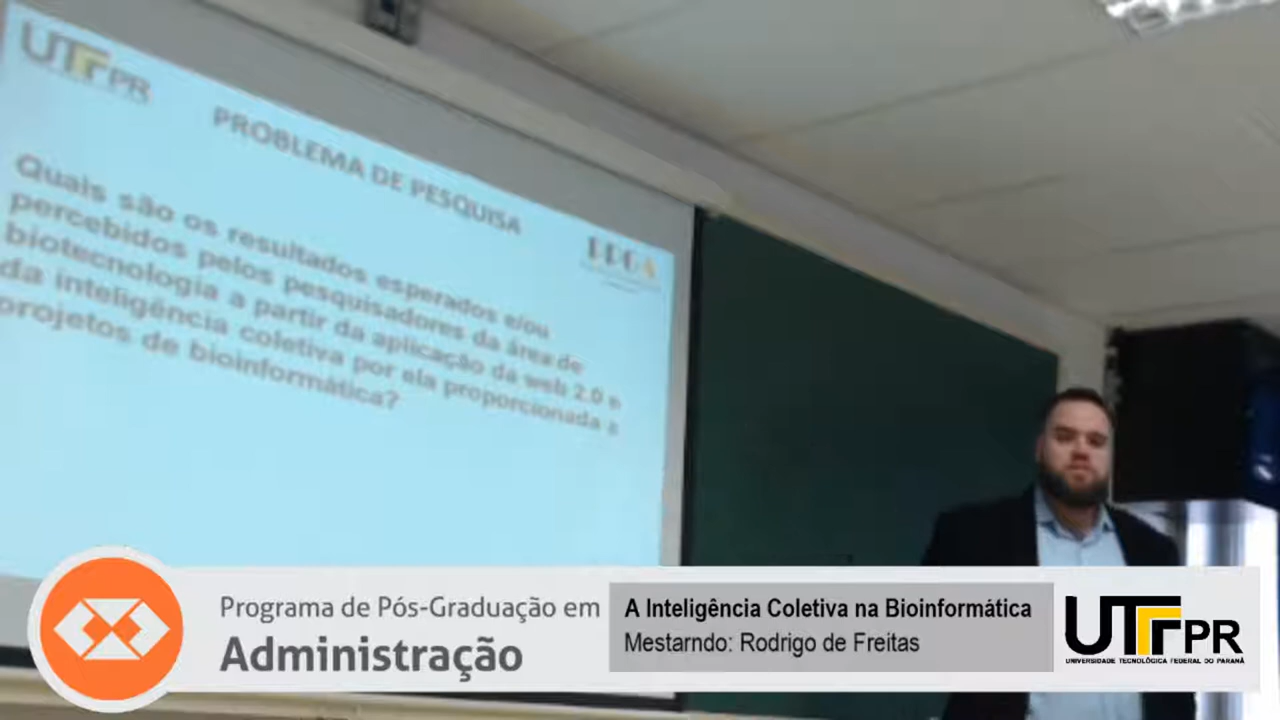 UTFPR
PROBLEMA DE PESQUISA
PPGA
Quais são os resultados esperados e/ou
percebidos pelos pesquisadores da área de
biotecnologia a partir da aplicação da web 2.0 e
da inteligência coletiva por ela proporcionada a
projetos de bioinformática?
Programa de Pós-Graduação em
Administração
A Inteligência Coletiva na Bioinformática
Mestarndo: Rodrigo de Freitas
UTFPR
UNIVERSIDADE TECNOLÓGICA FEDERAL DO PARANÁ